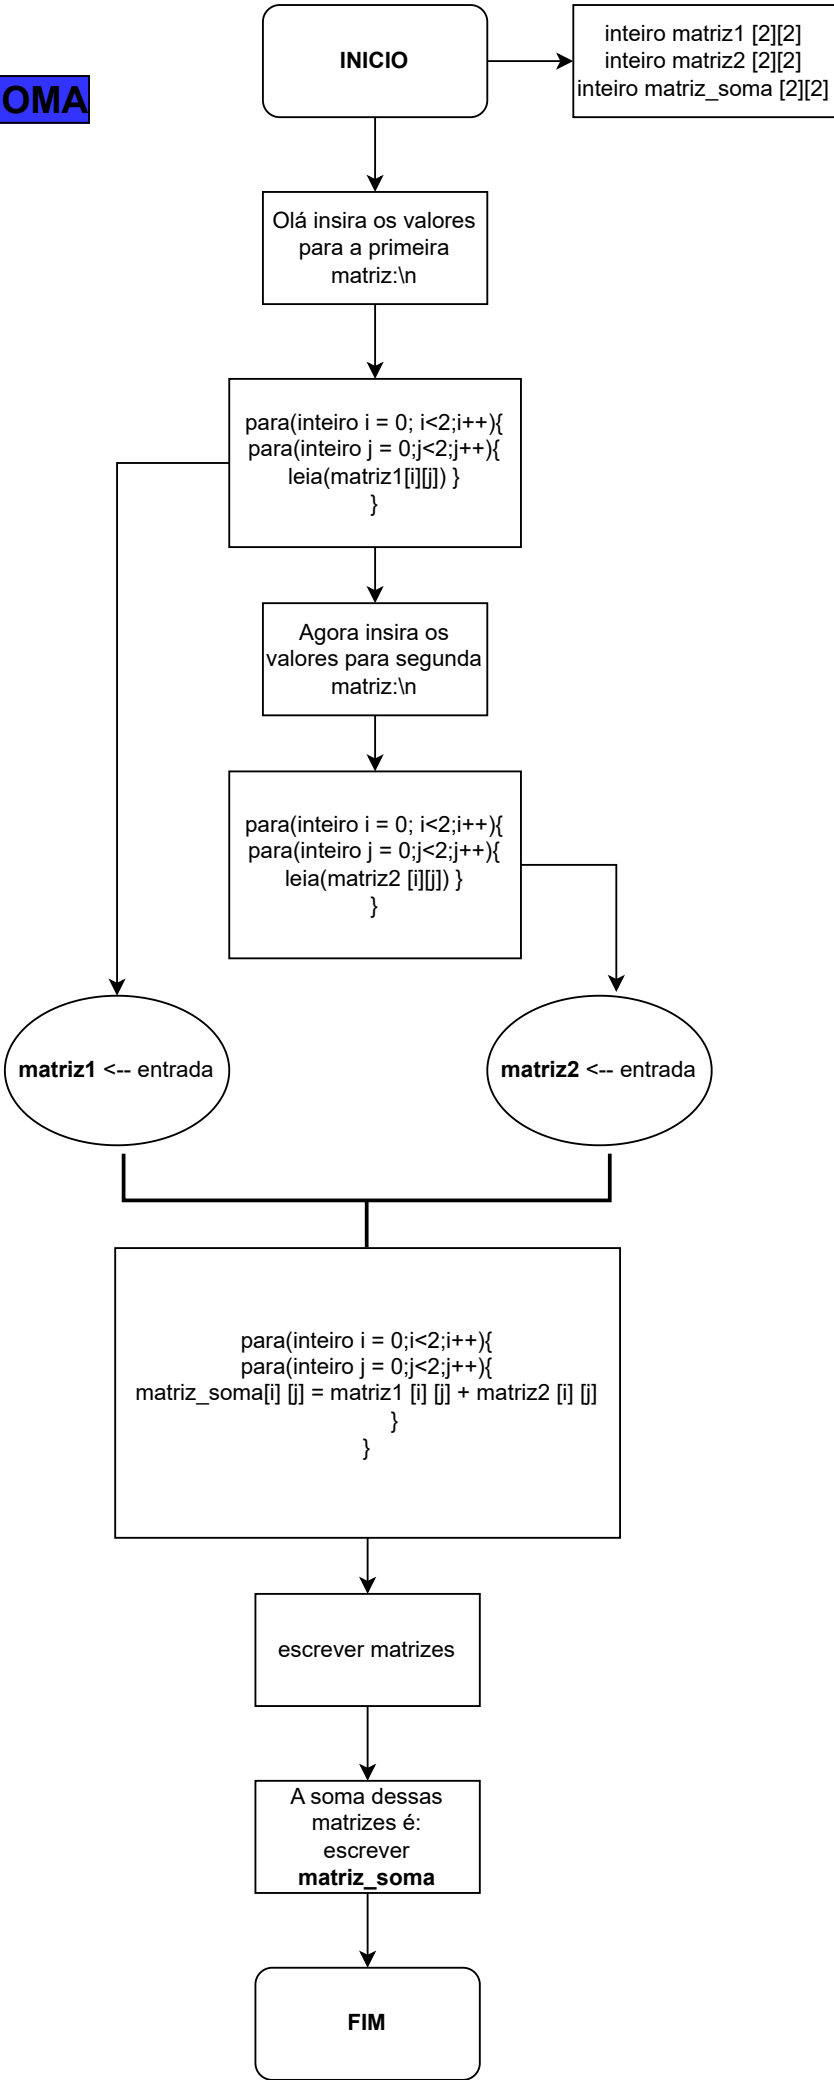 INICIO
inteiro matriz1 [2][2]
inteiro matriz2 [2][2]
inteiro matriz_soma [2][2]
OMA
Olá insira os valores
para a primeira
matriz:\n
para(inteiro i = 0; i<2;i++){
para(inteiro j = 0;j<2;j++){
leia(matriz1[i][j]) }
}
Agora insira os
valores para segunda
matriz:\n
para(inteiro i = 0; i<2;i++){
para(inteiro j = 0;j<2;j++){
leia(matriz2 [i][j]) }
}
matriz1 <-- entrada
matriz2 <-- entrada
para(inteiro i = 0;i<2;i++){
para(inteiro j = 0;j<2;j++){
matriz_soma[i] [j] = matriz1 [i] [j] + matriz2 [i] [j]
}
}
escrever matrizes
A soma dessas
matrizes é:
escrever
matriz_soma
FIM